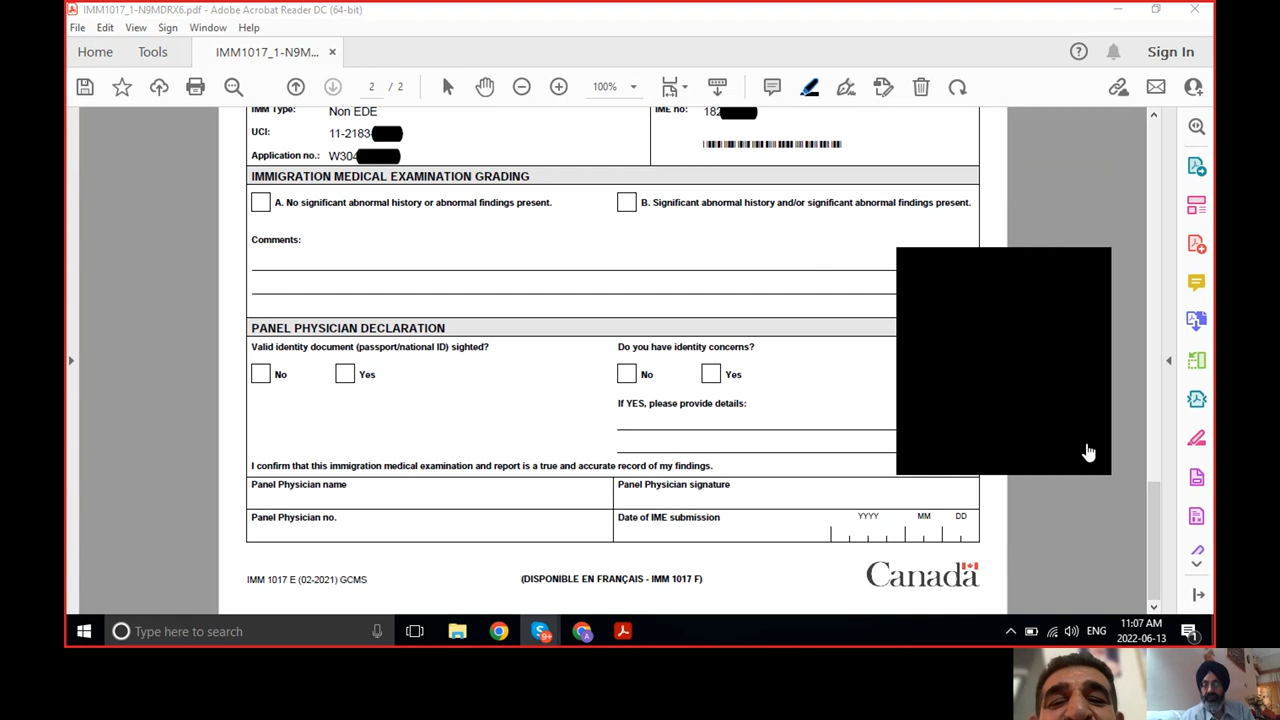 IMM1017_1-N9MDRX6.pdf - Adobe Acrobat Reader DC (64-bit)
File Edit View Sign Window Help
Home Tools IMM1017_1-N9M... × Sign In
2 / 2 100%
IMM Type: Non EDE IME no: 182
UCI: 11-2183-
Application no.: W304
IMMIGRATION MEDICAL EXAMINATION GRADING
A. No significant abnormal history or abnormal findings present. B. Significant abnormal history and/or significant abnormal findings present.
Comments:
PANEL PHYSICIAN DECLARATION
Valid identity document (passport/national ID) sighted? Do you have identity concerns?
No Yes No Yes
If YES, please provide details:
I confirm that this immigration medical examination and report is a true and accurate record of my findings.
Panel Physician name Panel Physician signature
Panel Physician no. Date of IME submission YYYY MM DD
IMM 1017 E (02-2021) GCMS (DISPONIBLE EN FRANÇAIS - IMM 1017 F) Canada
Type here to search 9+ A ENG 11:07 AM
2022-06-13 1